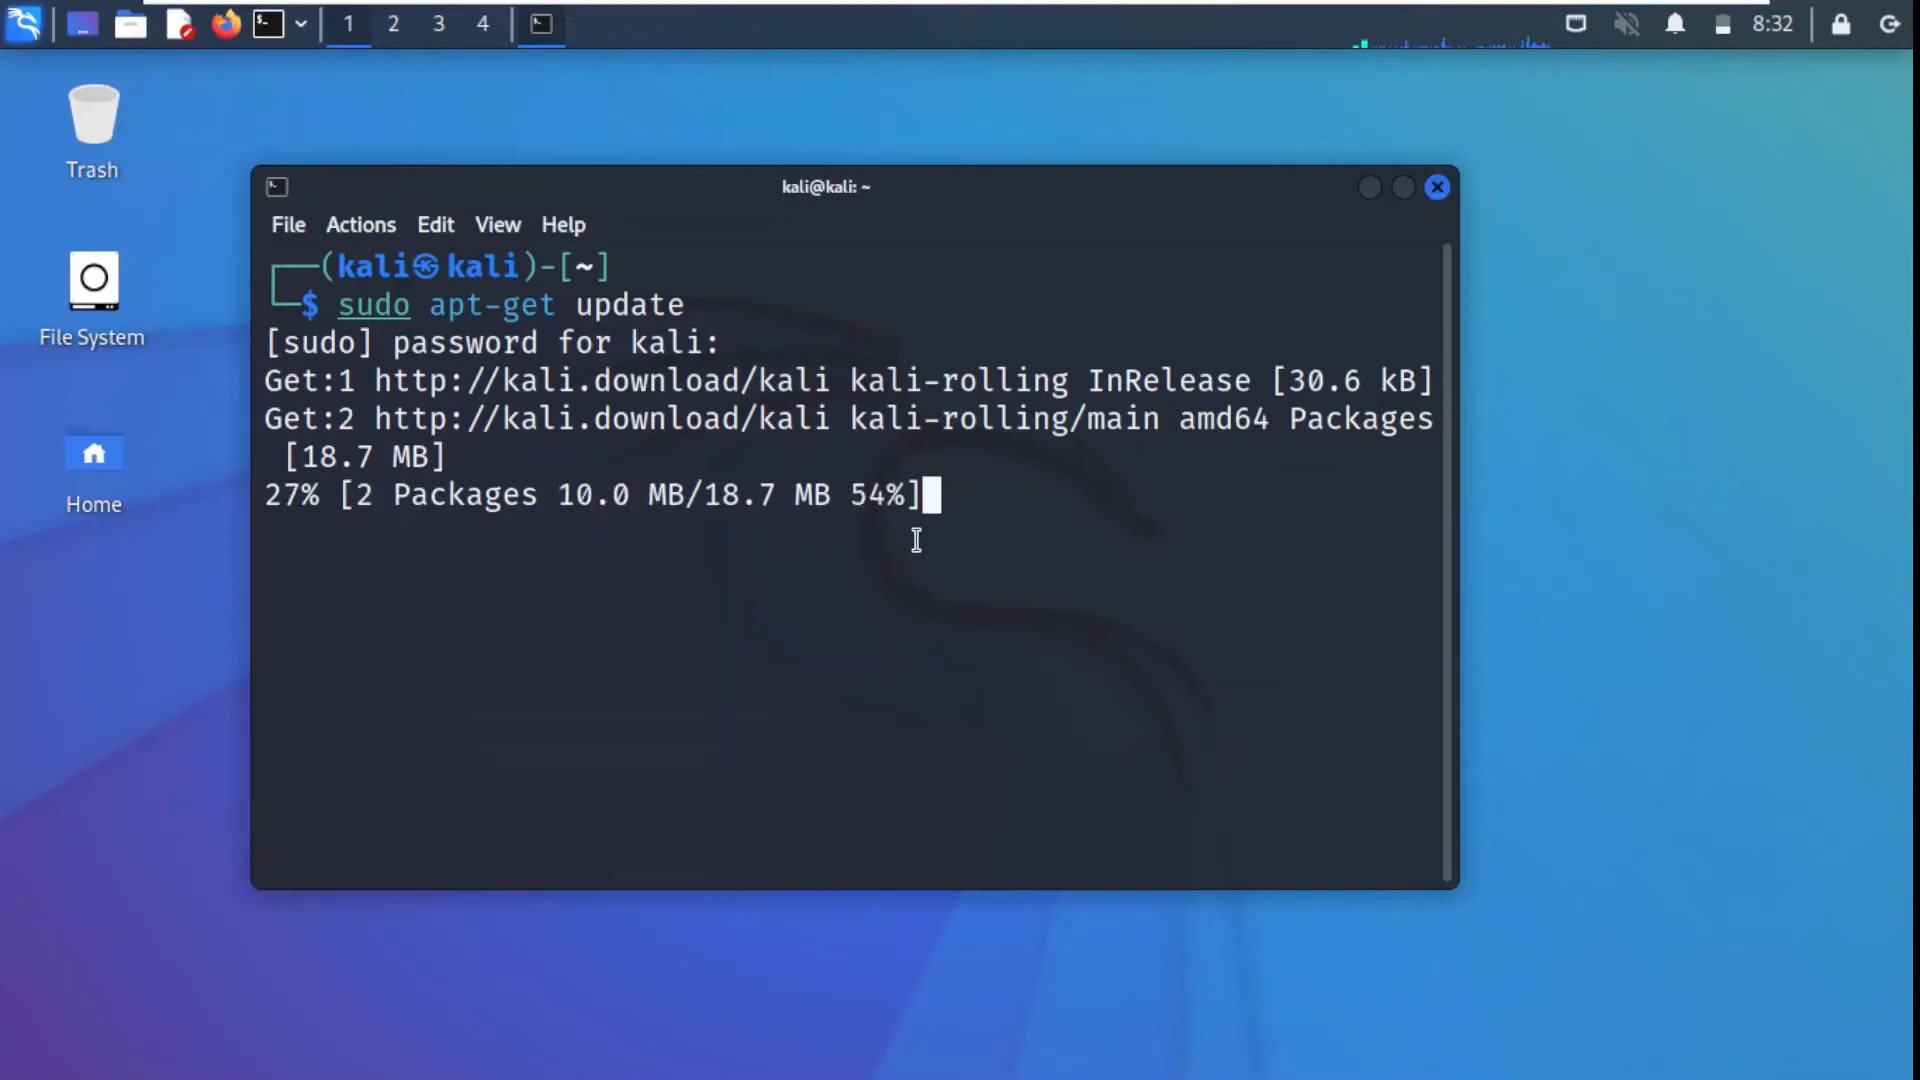 1 2 3 4 8:32
Trash
File System
Home
kali@kali: ~
File Actions Edit View Help
┌──(kali㉿kali)-[~]
└─$ sudo apt-get update
[sudo] password for kali:
Get:1 http://kali.download/kali kali-rolling InRelease [30.6 kB]
Get:2 http://kali.download/kali kali-rolling/main amd64 Packages
[18.7 MB]
27% [2 Packages 10.0 MB/18.7 MB 54%]